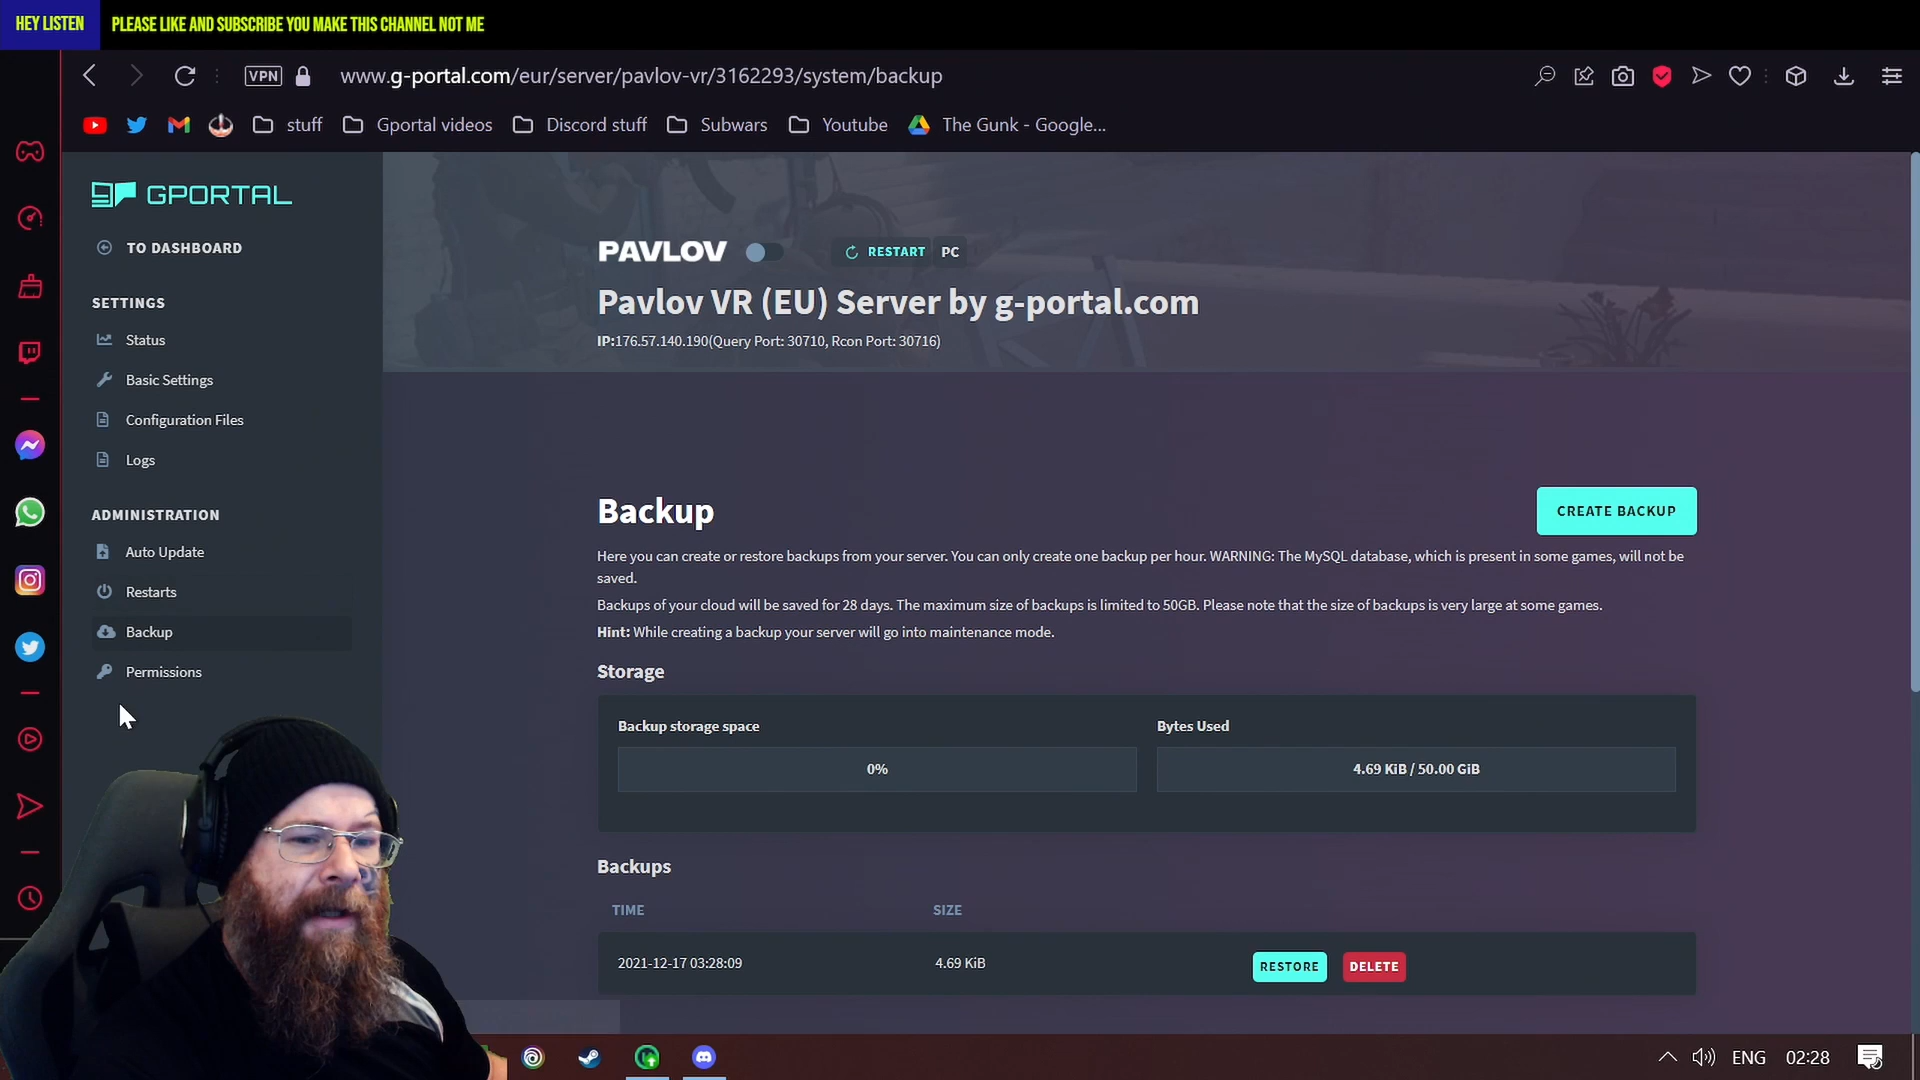 HEY LISTEN
PLEASE LIKE AND SUBSCRIBE YOU MAKE THIS CHANNEL NOT ME
VPN
www.g-portal.com/eur/server/pavlov-vr/3162293/system/backup
stuff
Gportal videos
Discord stuff
Subwars
Youtube
The Gunk - Google...
GPORTAL
TO DASHBOARD
SETTINGS
Status
Basic Settings
Configuration Files
Logs
ADMINISTRATION
Auto Update
Restarts
Backup
Permissions
PAVLOV
RESTART
PC
Pavlov VR (EU) Server by g-portal.com
IP:176.57.140.190(Query Port: 30710, Rcon Port: 30716)
Backup
CREATE BACKUP
Here you can create or restore backups from your server. You can only create one backup per hour. WARNING: The MySQL database, which is present in some games, will not be
saved.
Backups of your cloud will be saved for 28 days. The maximum size of backups is limited to 50GB. Please note that the size of backups is very large at some games.
Hint: While creating a backup your server will go into maintenance mode.
Storage
Backup storage space
Bytes Used
0%
4.69 KiB / 50.00 GiB
Backups
TIME
SIZE
2021-12-17 03:28:09
4.69 KiB
RESTORE
DELETE
ENG
02:28